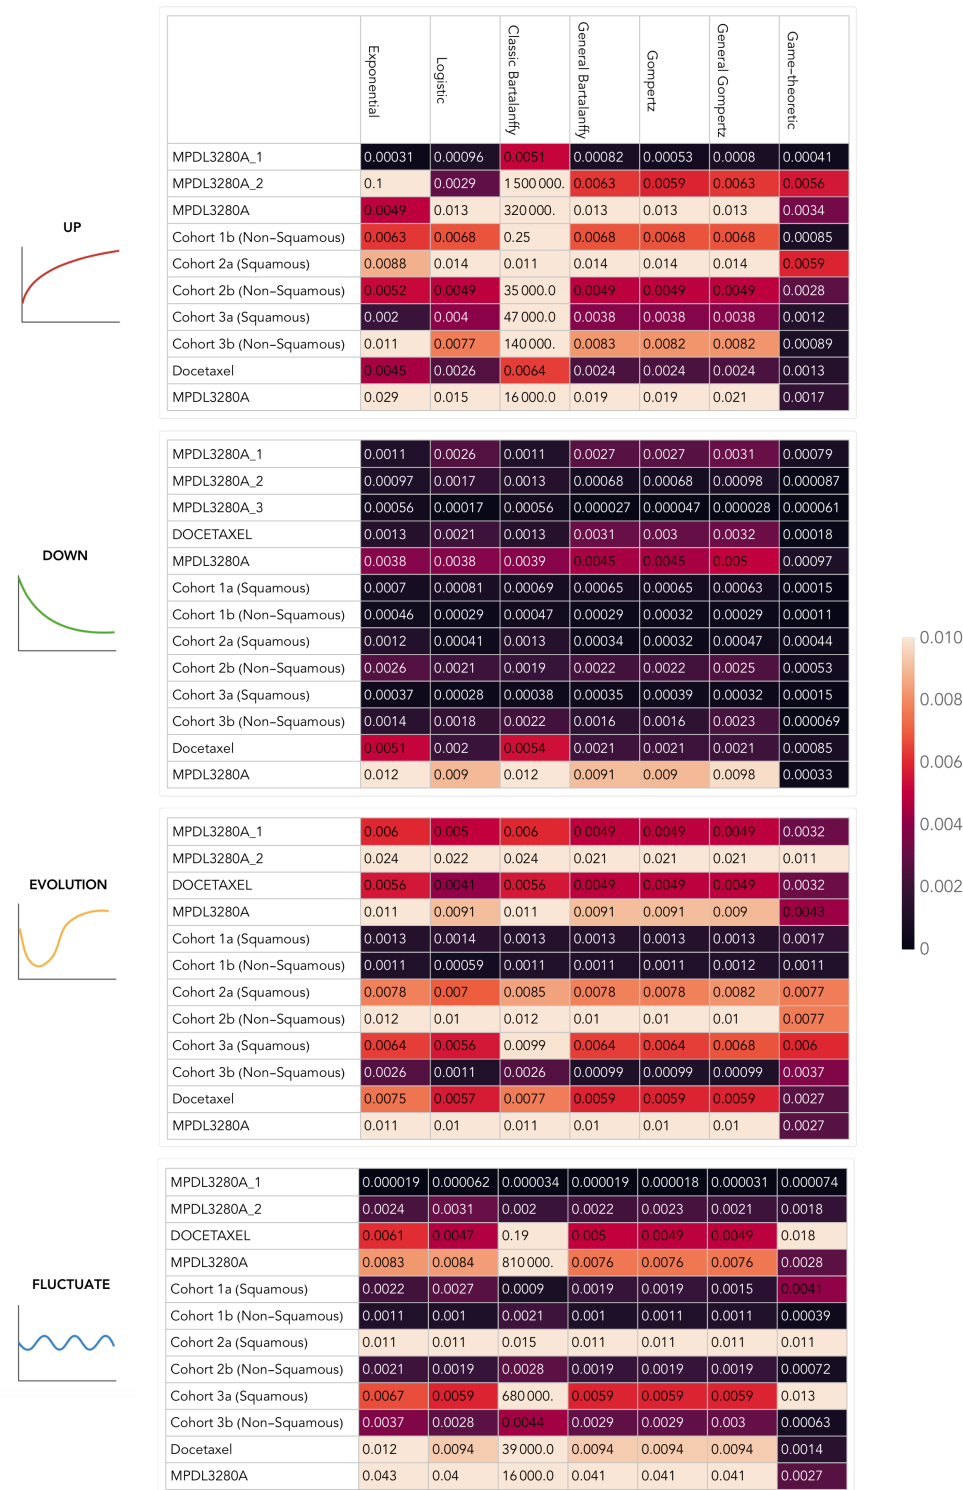 Exponential Logistic Classic Bartalanffy General Bartalanffy Gompertz General Gompertz Game-theoretic
UP
MPDL3280A_1 0.00031 0.00096 0.0051 0.00082 0.00053 0.0008 0.00041
MPDL3280A_2 0.1 0.0029 1 500 000. 0.0063 0.0059 0.0063 0.0056
MPDL3280A 0.0049 0.013 320 000. 0.013 0.013 0.013 0.0034
Cohort 1b (Non-Squamous) 0.0063 0.0068 0.25 0.0068 0.0068 0.0068 0.00085
Cohort 2a (Squamous) 0.0088 0.014 0.011 0.014 0.014 0.014 0.0059
Cohort 2b (Non-Squamous) 0.0052 0.0049 35 000.0 0.0049 0.0049 0.0049 0.0028
Cohort 3a (Squamous) 0.002 0.004 47 000.0 0.0038 0.0038 0.0038 0.0012
Cohort 3b (Non-Squamous) 0.011 0.0077 140 000. 0.0083 0.0082 0.0082 0.00089
Docetaxel 0.0045 0.0026 0.0064 0.0024 0.0024 0.0024 0.0013
MPDL3280A 0.029 0.015 16 000.0 0.019 0.019 0.021 0.0017
DOWN
MPDL3280A_1 0.0011 0.0026 0.0011 0.0027 0.0027 0.0031 0.00079
MPDL3280A_2 0.00097 0.0017 0.0013 0.00068 0.00068 0.00098 0.000087
MPDL3280A_3 0.00056 0.00017 0.00056 0.000027 0.000047 0.000028 0.000061
DOCETAXEL 0.0013 0.0021 0.0013 0.0031 0.003 0.0032 0.00018
MPDL3280A 0.0038 0.0038 0.0039 0.0045 0.0045 0.005 0.00097
Cohort 1a (Squamous) 0.0007 0.00081 0.00069 0.00065 0.00065 0.00063 0.00015
Cohort 1b (Non-Squamous) 0.00046 0.00029 0.00047 0.00029 0.00032 0.00029 0.00011
Cohort 2a (Squamous) 0.0012 0.00041 0.0013 0.00034 0.00032 0.00047 0.00044
Cohort 2b (Non-Squamous) 0.0026 0.0021 0.0019 0.0022 0.0022 0.0025 0.00053
Cohort 3a (Squamous) 0.00037 0.00028 0.00038 0.00035 0.00039 0.00032 0.00015
Cohort 3b (Non-Squamous) 0.0014 0.0018 0.0022 0.0016 0.0016 0.0023 0.000069
Docetaxel 0.0051 0.002 0.0054 0.0021 0.0021 0.0021 0.00085
MPDL3280A 0.012 0.009 0.012 0.0091 0.009 0.0098 0.00033
EVOLUTION
MPDL3280A_1 0.006 0.005 0.006 0.0049 0.0049 0.0049 0.0032
MPDL3280A_2 0.024 0.022 0.024 0.021 0.021 0.021 0.011
DOCETAXEL 0.0056 0.0041 0.0056 0.0049 0.0049 0.0049 0.0032
MPDL3280A 0.011 0.0091 0.011 0.0091 0.0091 0.009 0.0043
Cohort 1a (Squamous) 0.0013 0.0014 0.0013 0.0013 0.0013 0.0013 0.0017
Cohort 1b (Non-Squamous) 0.0011 0.00059 0.0011 0.0011 0.0011 0.0012 0.0011
Cohort 2a (Squamous) 0.0078 0.007 0.0085 0.0078 0.0078 0.0082 0.0077
Cohort 2b (Non-Squamous) 0.012 0.01 0.012 0.01 0.01 0.01 0.0077
Cohort 3a (Squamous) 0.0064 0.0056 0.0099 0.0064 0.0064 0.0068 0.006
Cohort 3b (Non-Squamous) 0.0026 0.0011 0.0026 0.00099 0.00099 0.00099 0.0037
Docetaxel 0.0075 0.0057 0.0077 0.0059 0.0059 0.0059 0.0027
MPDL3280A 0.011 0.01 0.011 0.01 0.01 0.01 0.0027
FLUCTUATE
MPDL3280A_1 0.000019 0.000062 0.000034 0.000019 0.000018 0.000031 0.000074
MPDL3280A_2 0.0024 0.0031 0.002 0.0022 0.0023 0.0021 0.0018
DOCETAXEL 0.0061 0.0047 0.19 0.005 0.0049 0.0049 0.018
MPDL3280A 0.0083 0.0084 810 000. 0.0076 0.0076 0.0076 0.0028
Cohort 1a (Squamous) 0.0022 0.0027 0.0009 0.0019 0.0019 0.0015 0.0041
Cohort 1b (Non-Squamous) 0.0011 0.001 0.0021 0.001 0.0011 0.0011 0.00039
Cohort 2a (Squamous) 0.011 0.011 0.015 0.011 0.011 0.011 0.011
Cohort 2b (Non-Squamous) 0.0021 0.0019 0.0028 0.0019 0.0019 0.0019 0.00072
Cohort 3a (Squamous) 0.0067 0.0059 680 000. 0.0059 0.0059 0.0059 0.013
Cohort 3b (Non-Squamous) 0.0037 0.0028 0.0044 0.0029 0.0029 0.003 0.00063
Docetaxel 0.012 0.0094 39 000.0 0.0094 0.0094 0.0094 0.0014
MPDL3280A 0.043 0.04 16 000.0 0.041 0.041 0.041 0.0027
0.010
0.008
0.006
0.004
0.002
0